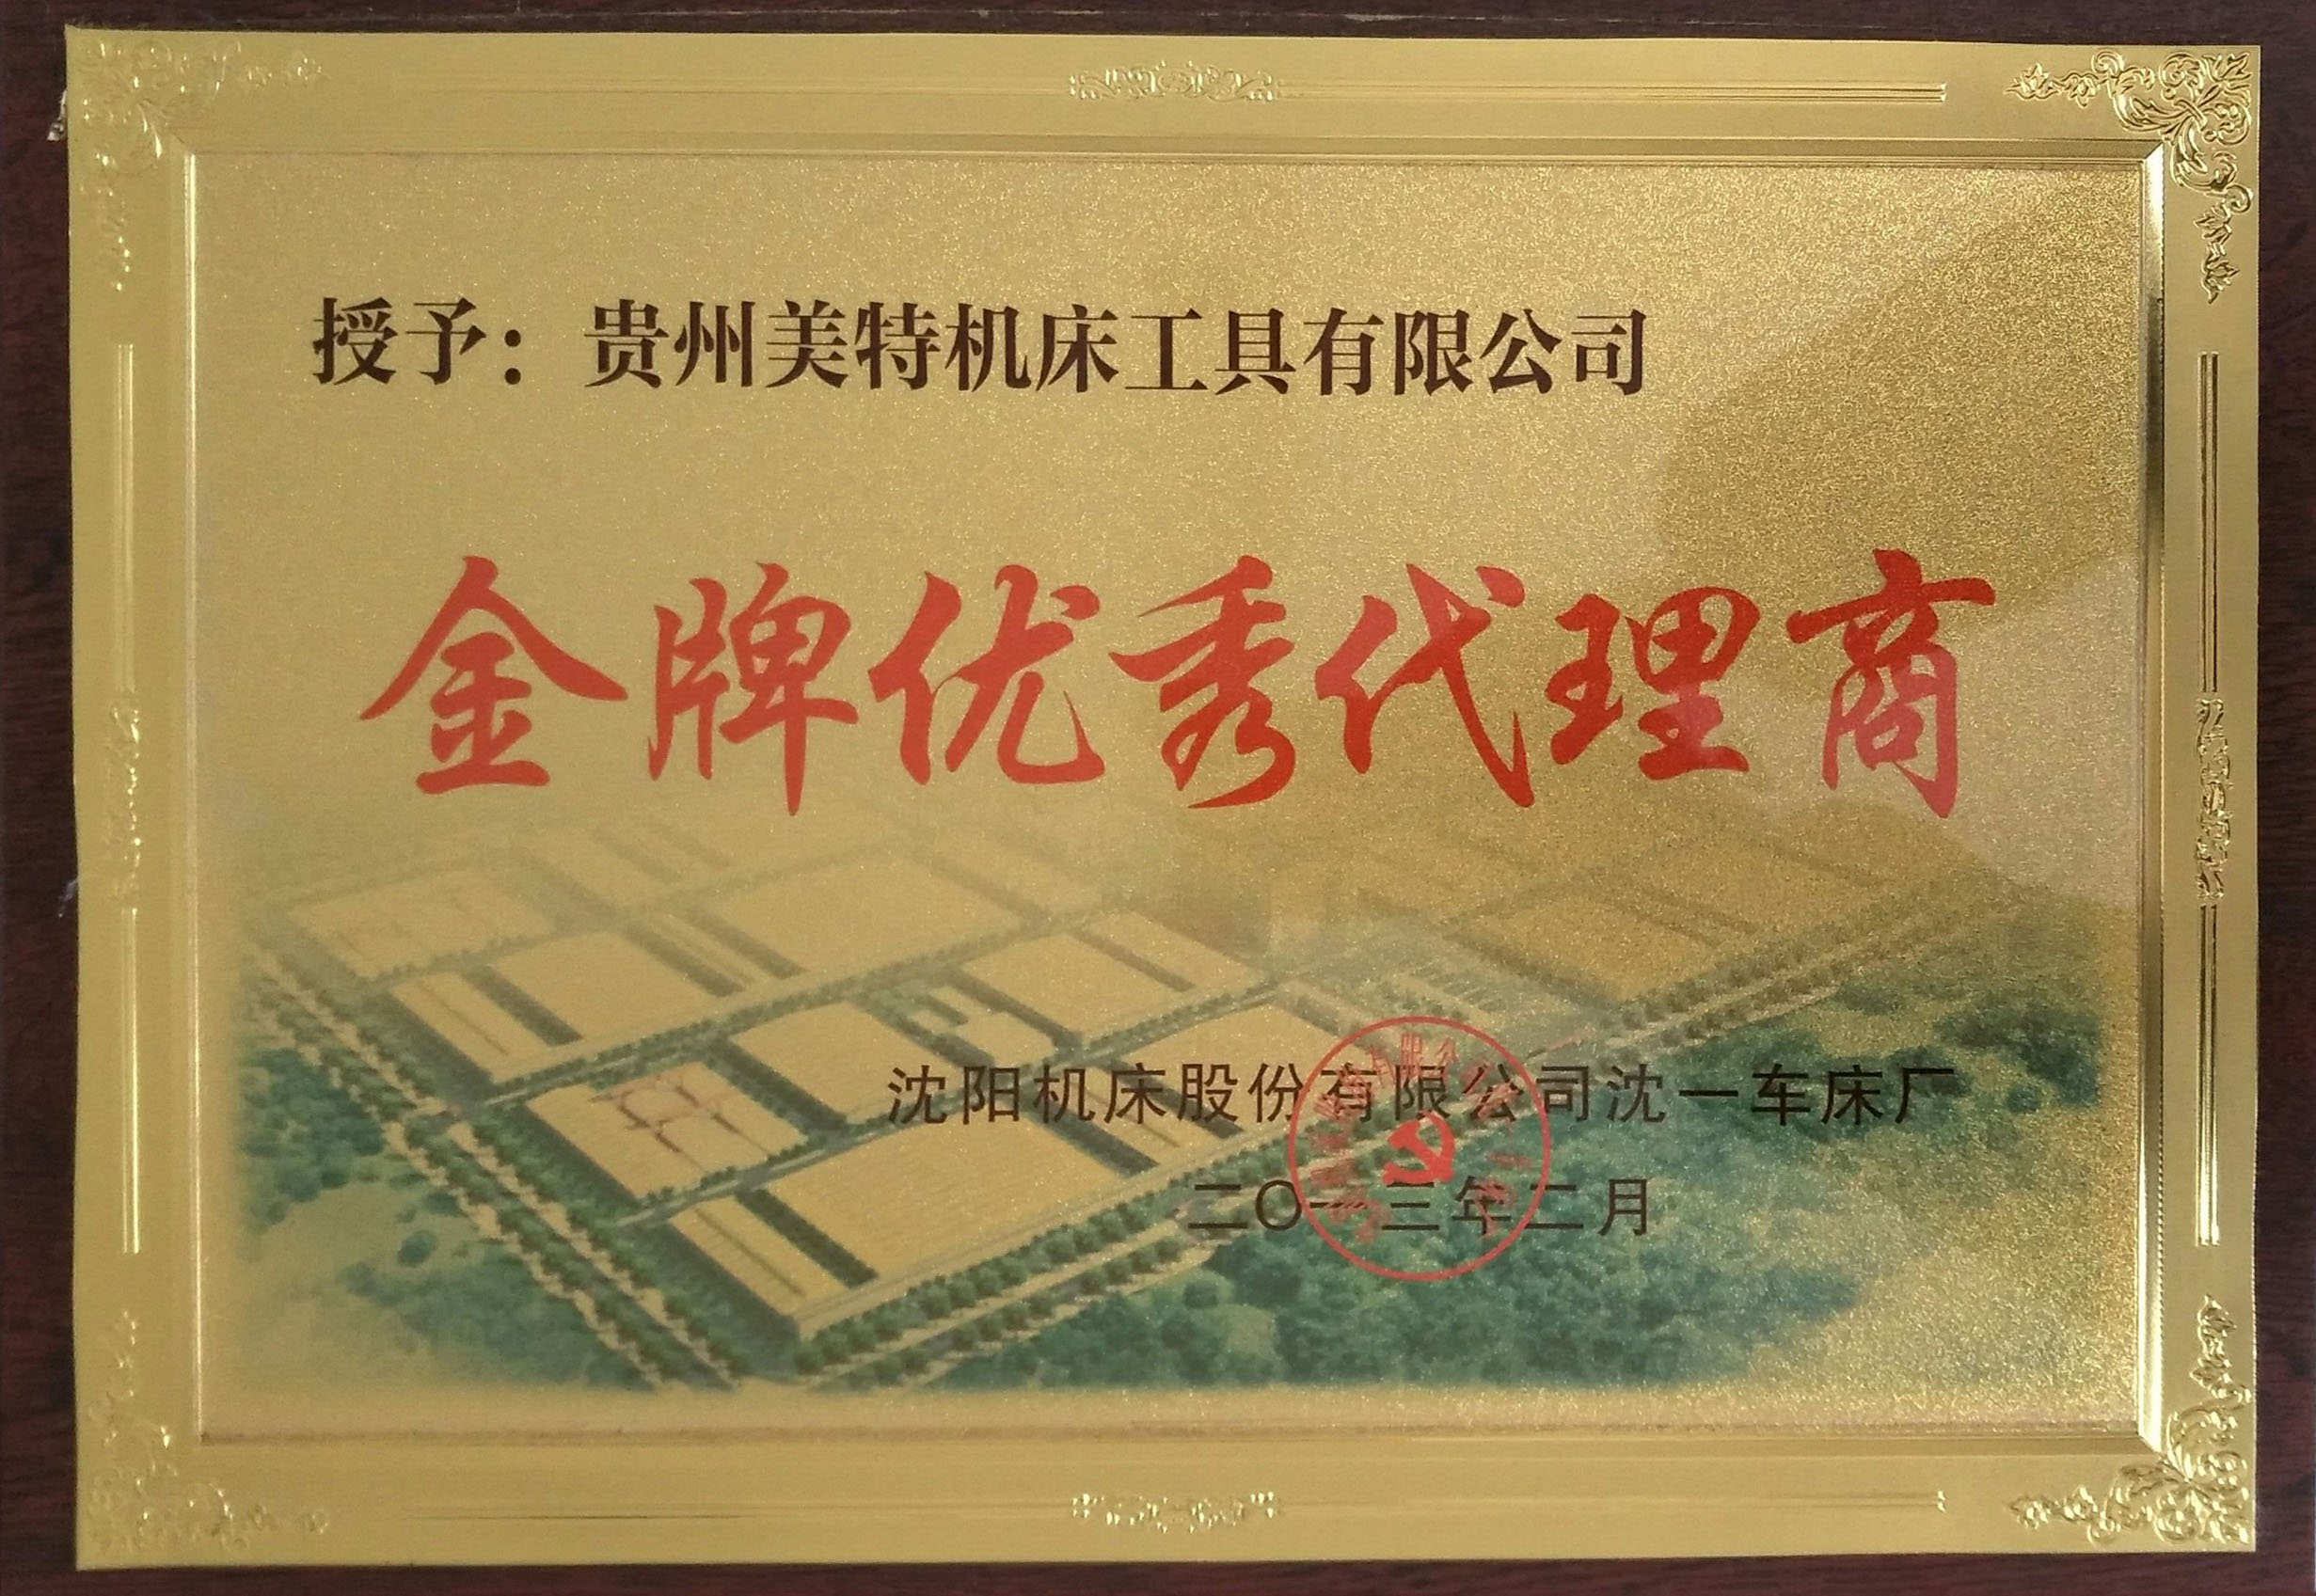 授予：贵州美特机床工具有限公司
金牌优秀代理商
沈阳机床股份有限公司沈一车床厂
二〇一三年二月